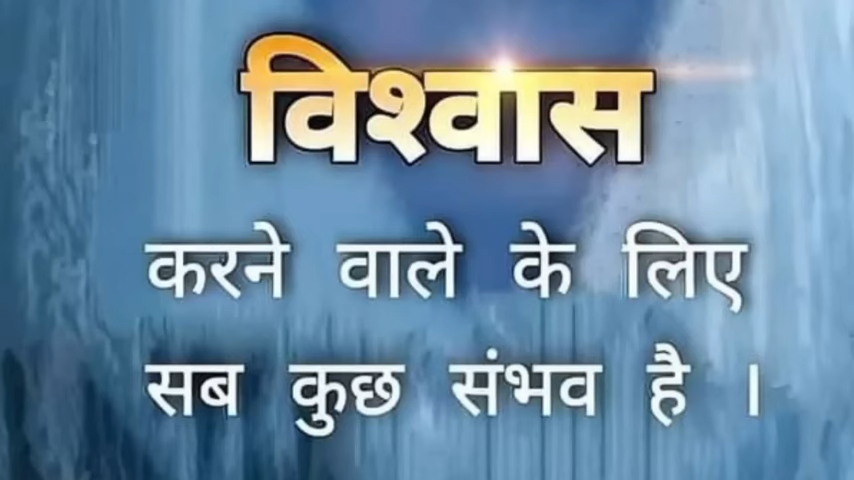 विश्वास
करने वाले के लिए
सब कुछ संभव है ।